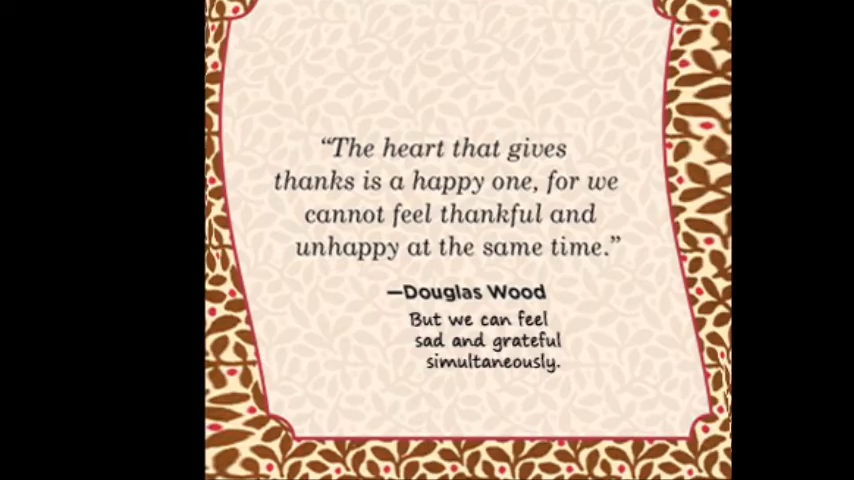 “The heart that gives
thanks is a happy one, for we
cannot feel thankful and
unhappy at the same time.”
—Douglas Wood
But we can feel
sad and grateful
simultaneously.